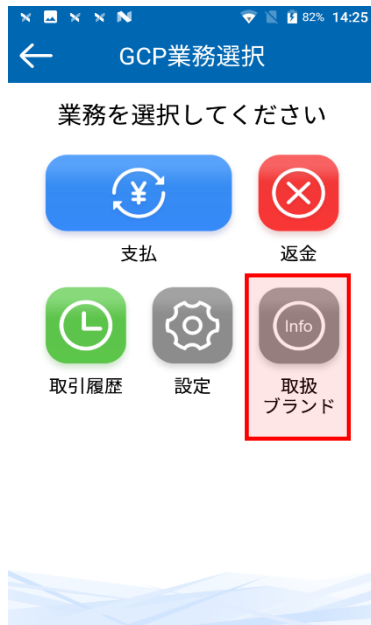 82% 14:25
GCP業務選択
業務を選択してください
¥
支払
返金
Info
取引履歴
設定
取扱
ブランド